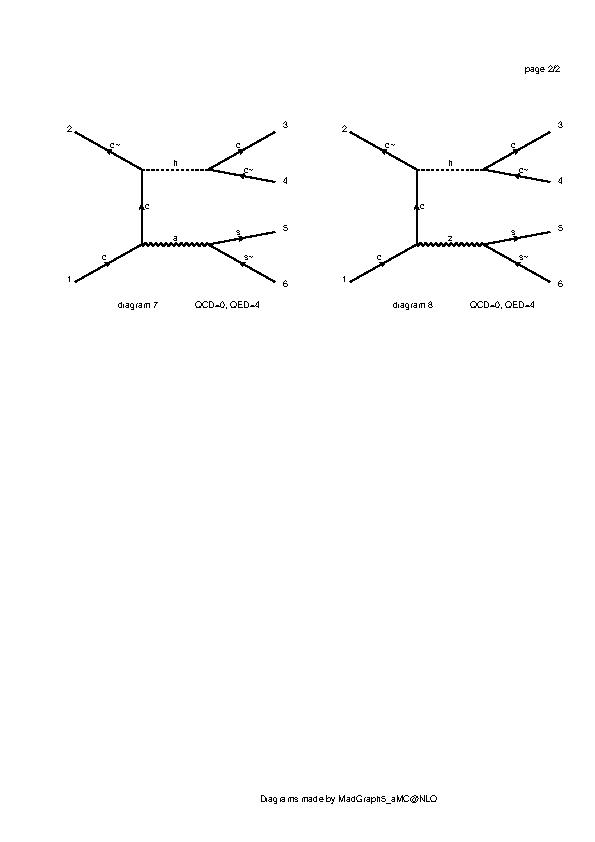 page 2/2
2 c~ h c 3
c~ 4
c
1 c a s 5
s~ 6
diagram 7 QCD=0, QED=4
2 c~ h c 3
c~ 4
c
1 c z s 5
s~ 6
diagram 8 QCD=0, QED=4
Diagrams made by MadGraph5_aMC@NLO